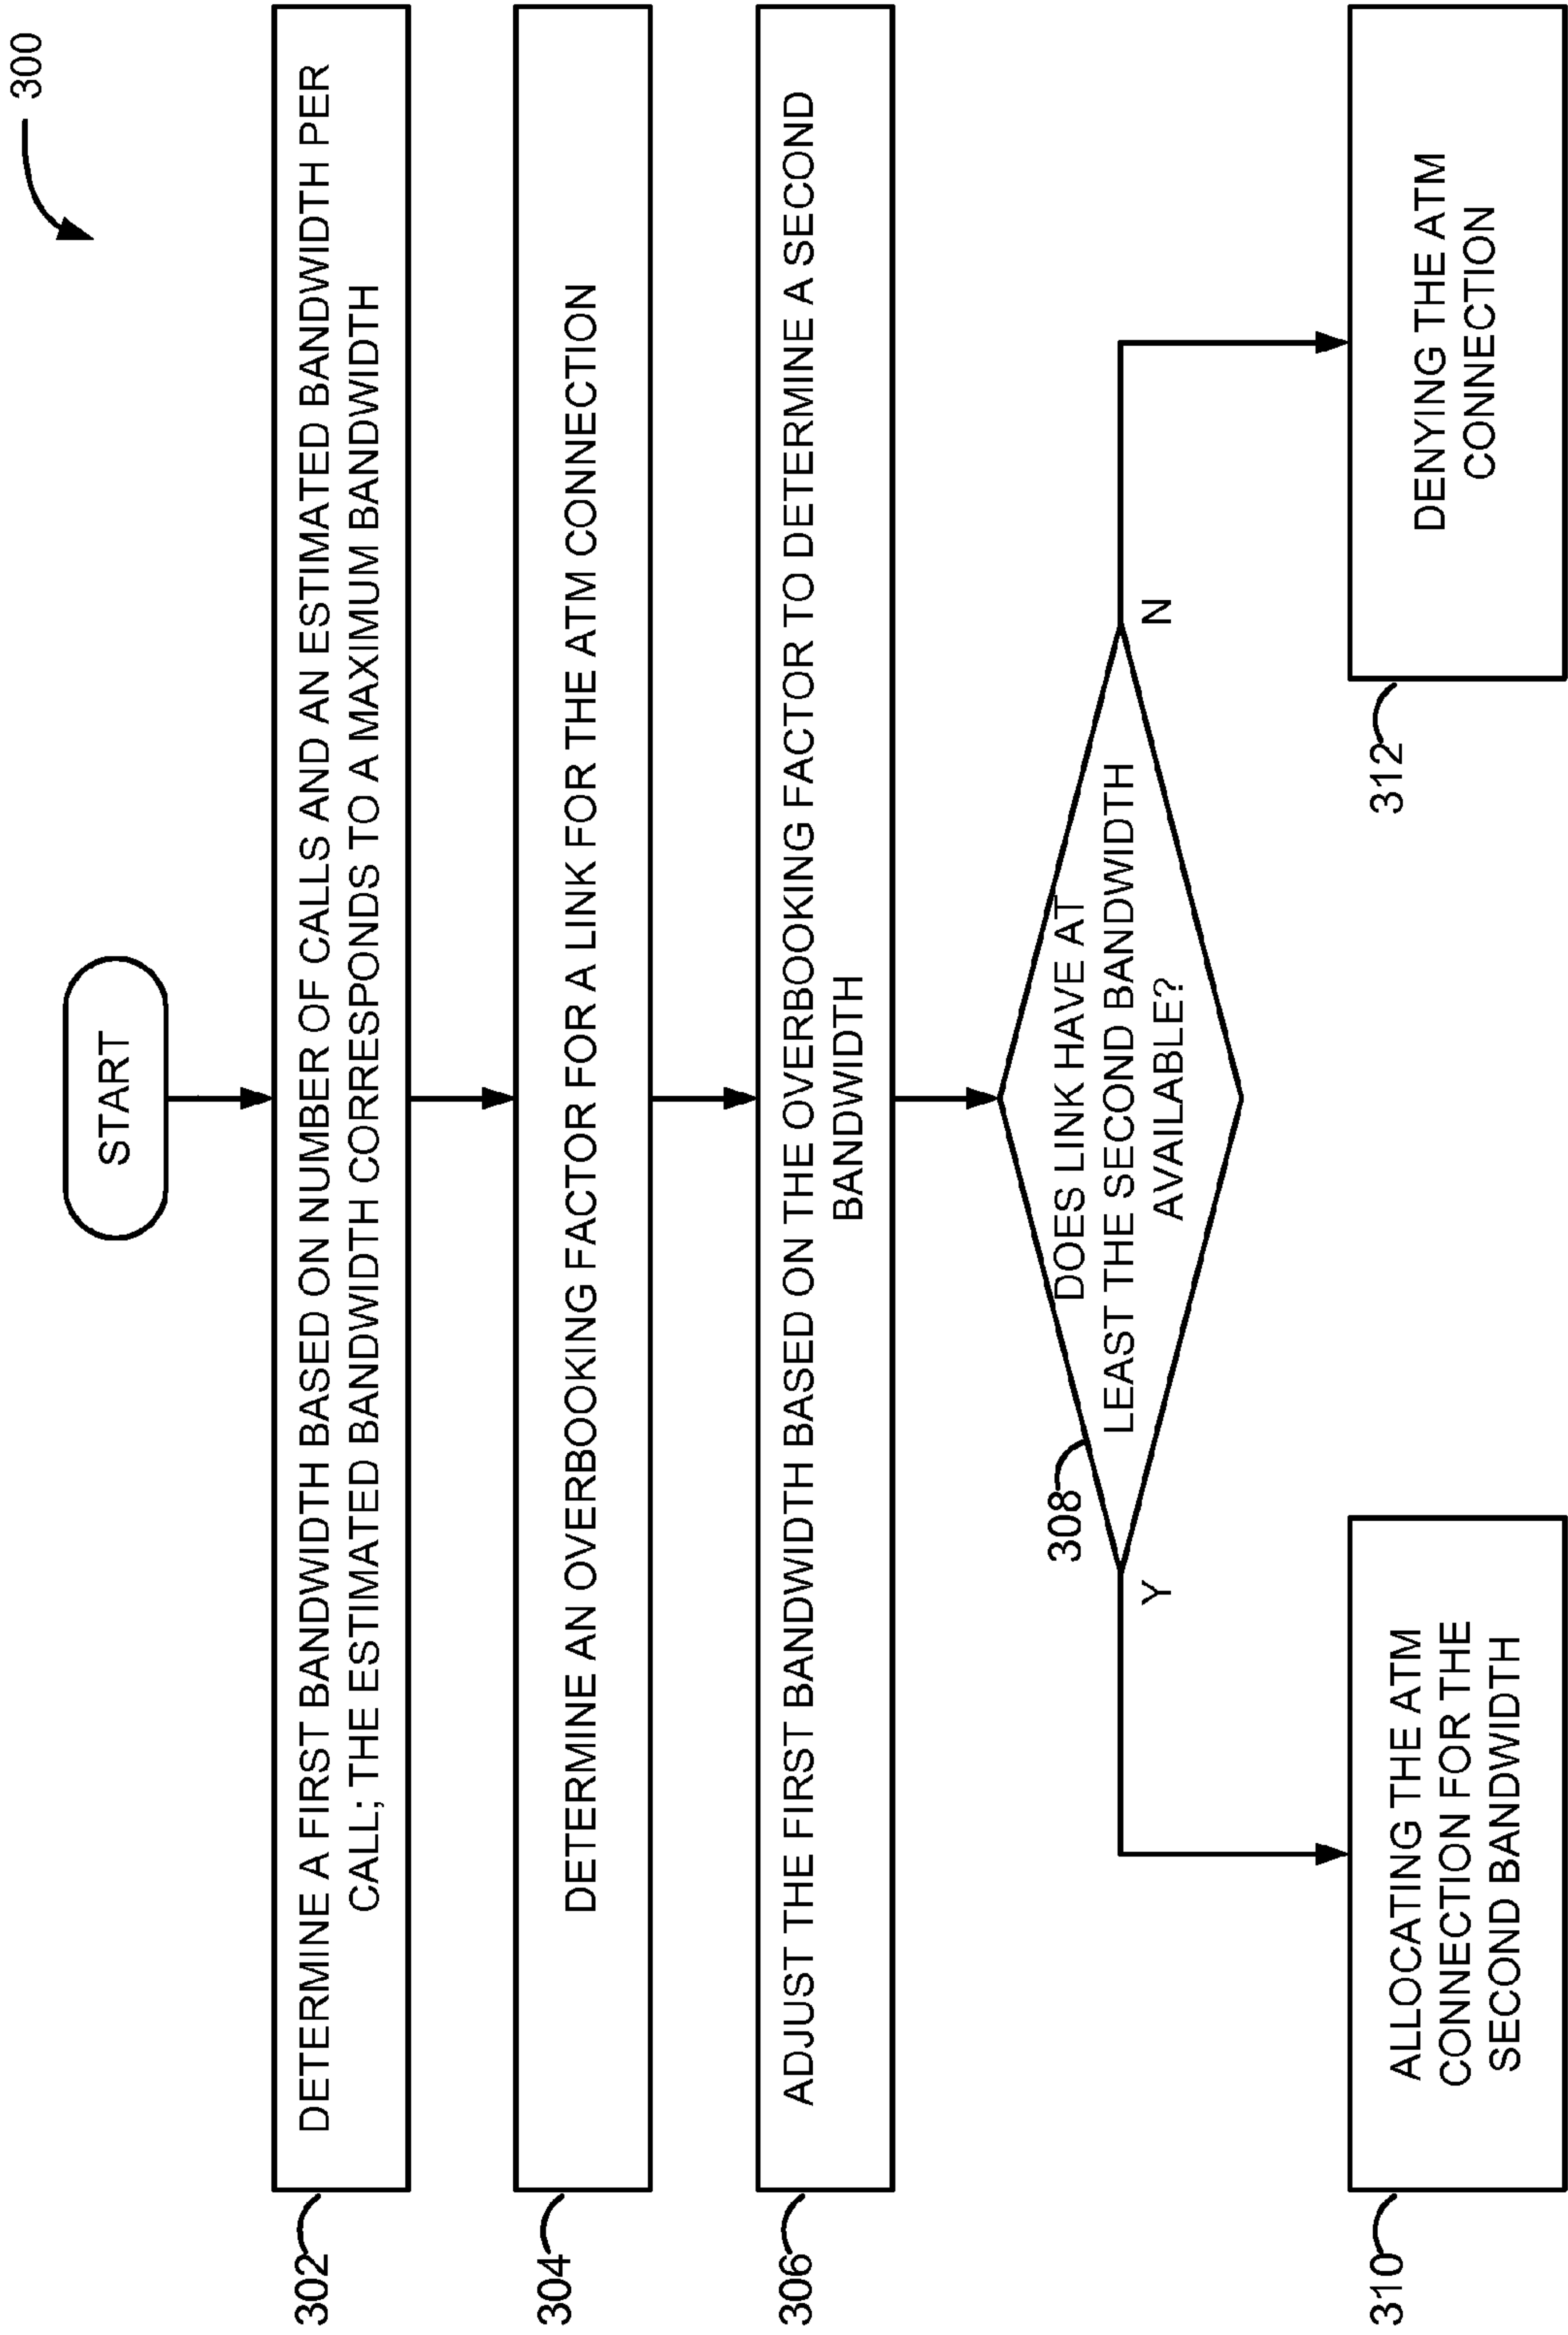 300
START
302
DETERMINE A FIRST BANDWIDTH BASED ON NUMBER OF CALLS AND AN ESTIMATED BANDWIDTH PER
CALL; THE ESTIMATED BANDWIDTH CORRESPONDS TO A MAXIMUM BANDWIDTH
304
DETERMINE AN OVERBOOKING FACTOR FOR A LINK FOR THE ATM CONNECTION
306
ADJUST THE FIRST BANDWIDTH BASED ON THE OVERBOOKING FACTOR TO DETERMINE A SECOND
BANDWIDTH
308
DOES LINK HAVE AT
LEAST THE SECOND BANDWIDTH
AVAILABLE?
Y
N
310
ALLOCATING THE ATM
CONNECTION FOR THE
SECOND BANDWIDTH
312
DENYING THE ATM
CONNECTION